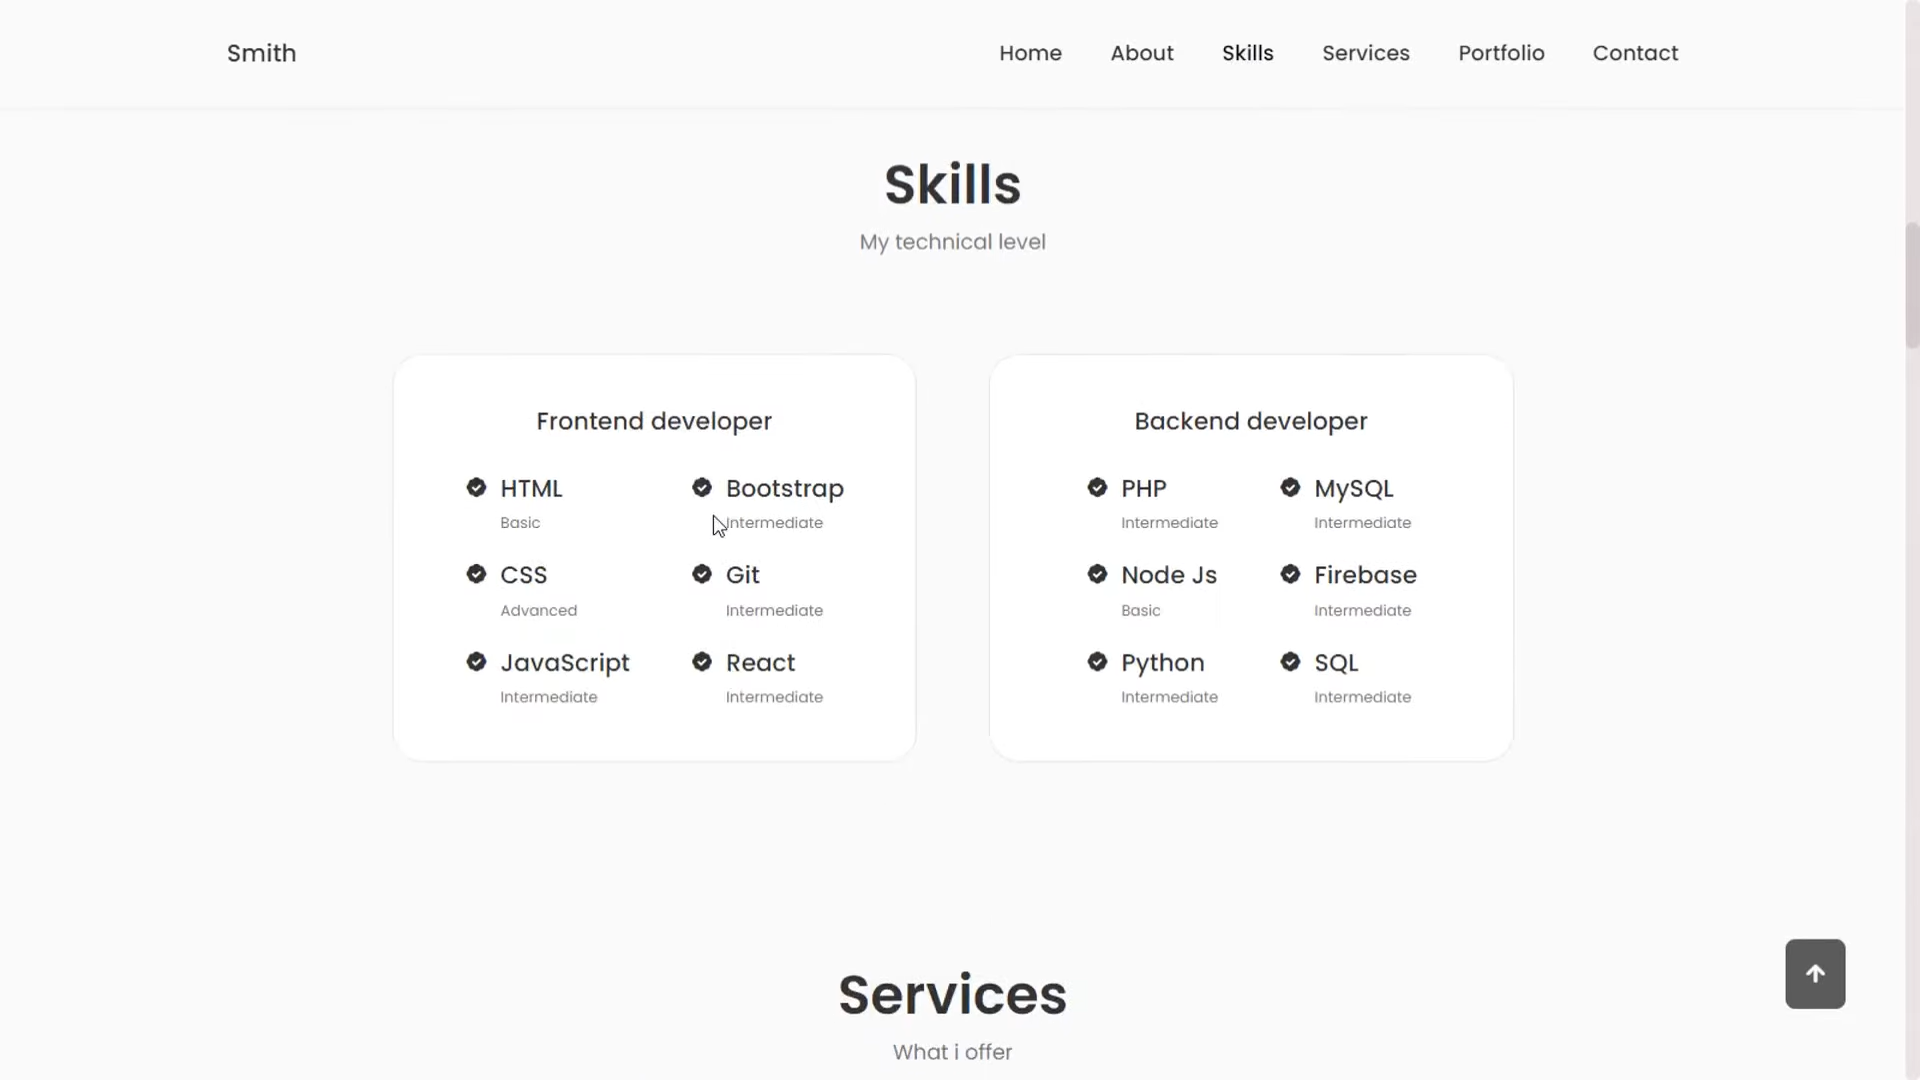 Smith
Home About Skills Services Portfolio Contact
Skills
My technical level
Frontend developer
HTML
Basic
Bootstrap
Intermediate
CSS
Advanced
Git
Intermediate
JavaScript
Intermediate
React
Intermediate
Backend developer
PHP
Intermediate
MySQL
Intermediate
Node Js
Basic
Firebase
Intermediate
Python
Intermediate
SQL
Intermediate
Services
What i offer